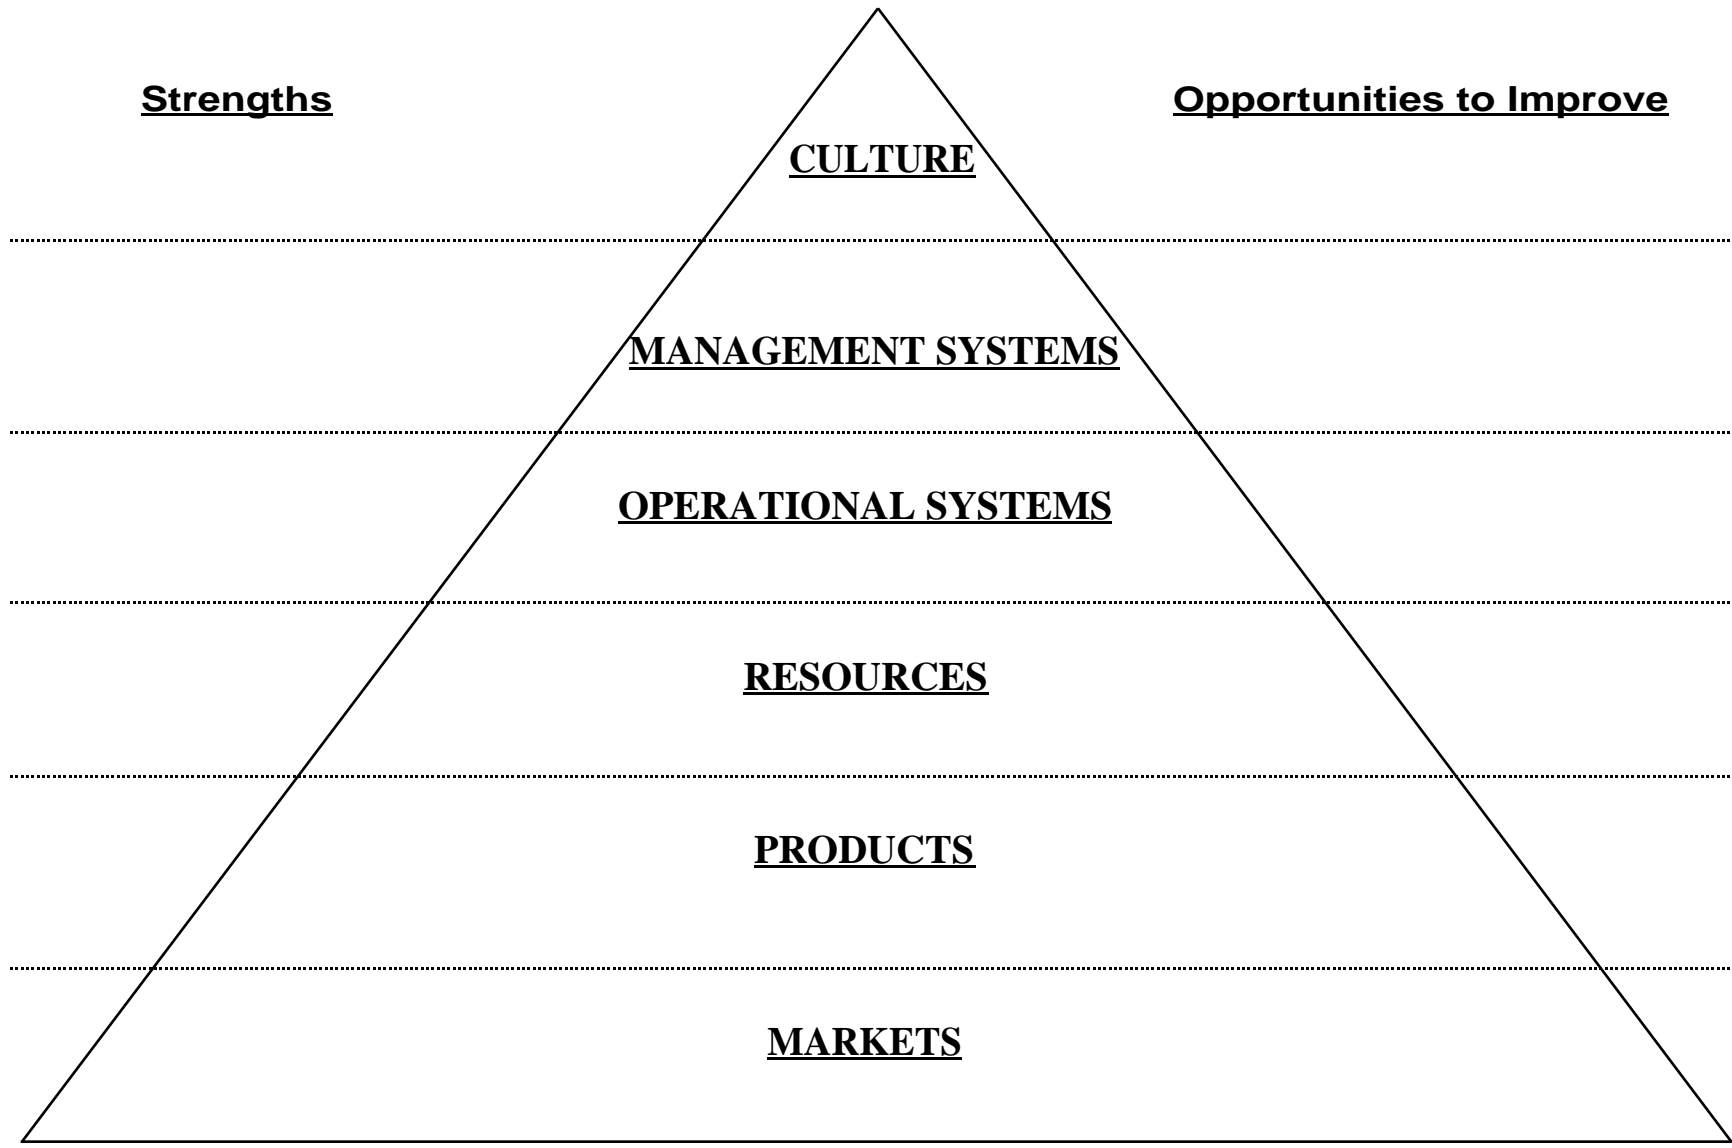 Strengths
Opportunities to Improve
CULTURE
MANAGEMENT SYSTEMS
OPERATIONAL SYSTEMS
RESOURCES
PRODUCTS
MARKETS